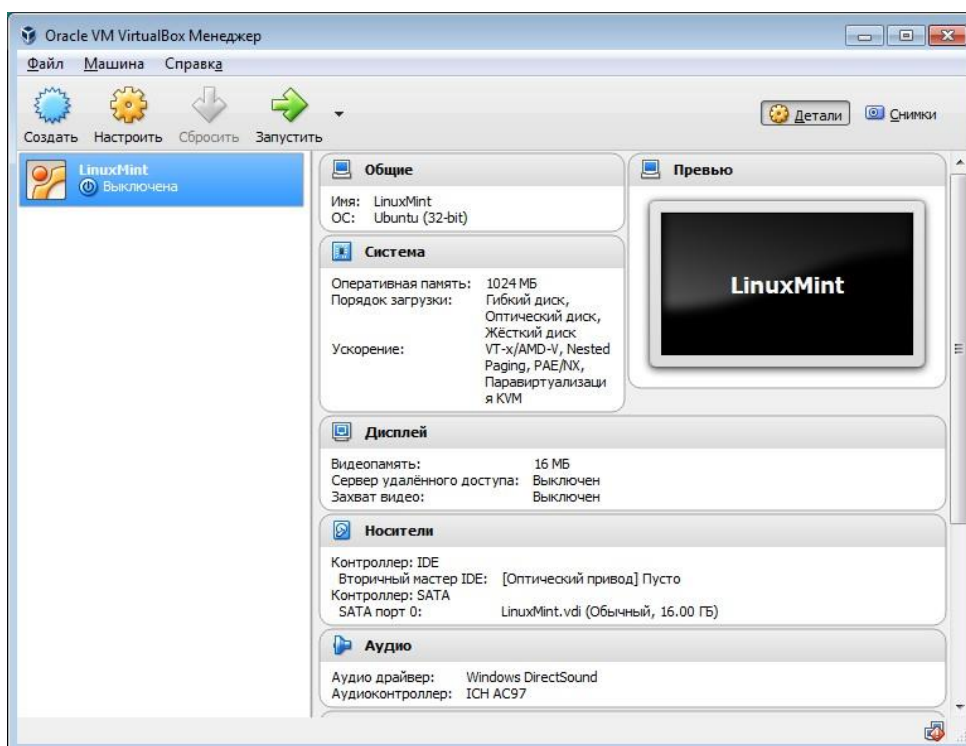 Oracle VM VirtualBox Менеджер
Файл Машина Справка
Создать Настроить Сбросить Запустить Детали Снимки
LinuxMint
Выключена
Общие
Имя: LinuxMint
ОС: Ubuntu (32-bit)
Превью
LinuxMint
Система
Оперативная память: 1024 МБ
Порядок загрузки: Гибкий диск,
Оптический диск,
Жёсткий диск
Ускорение: VT-x/AMD-V, Nested
Paging, PAE/NX,
Паравиртуализаци
я KVM
Дисплей
Видеопамять: 16 МБ
Сервер удалённого доступа: Выключен
Захват видео: Выключен
Носители
Контроллер: IDE
Вторичный мастер IDE: [Оптический привод] Пусто
Контроллер: SATA
SATA порт 0: LinuxMint.vdi (Обычный, 16.00 ГБ)
Аудио
Аудио драйвер: Windows DirectSound
Аудиоконтроллер: ICH AC97